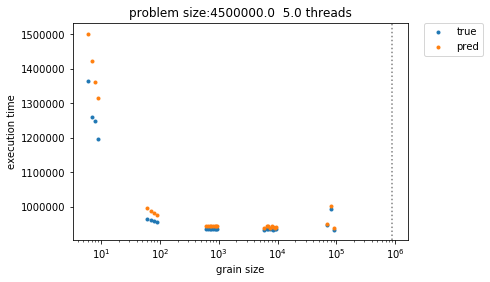 problem size:4500000.0  5.0 threads
true
pred
execution time
1500000
1400000
1300000
1200000
1100000
1000000
10¹ 10² 10³ 10⁴ 10⁵ 10⁶
grain size